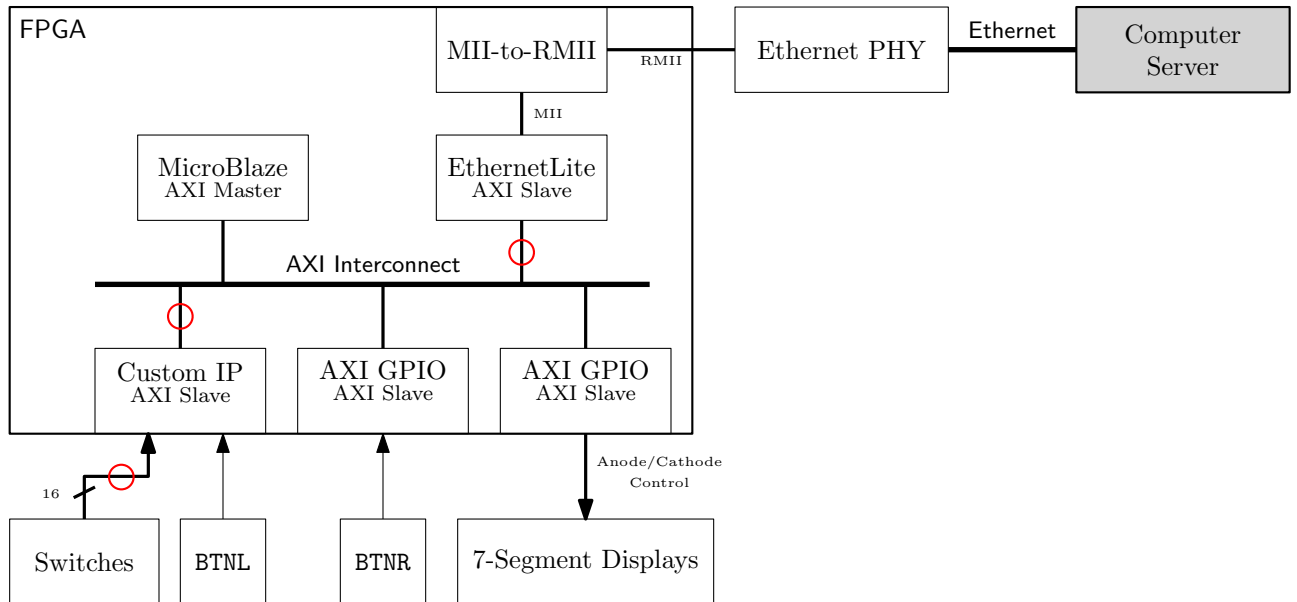 FPGA
MII-to-RMII
RMII
Ethernet PHY
Ethernet
Computer
Server
MII
MicroBlaze
AXI Master
EthernetLite
AXI Slave
AXI Interconnect
Custom IP
AXI Slave
AXI GPIO
AXI Slave
AXI GPIO
AXI Slave
Anode/Cathode
Control
16
Switches
BTNL
BTNR
7-Segment Displays